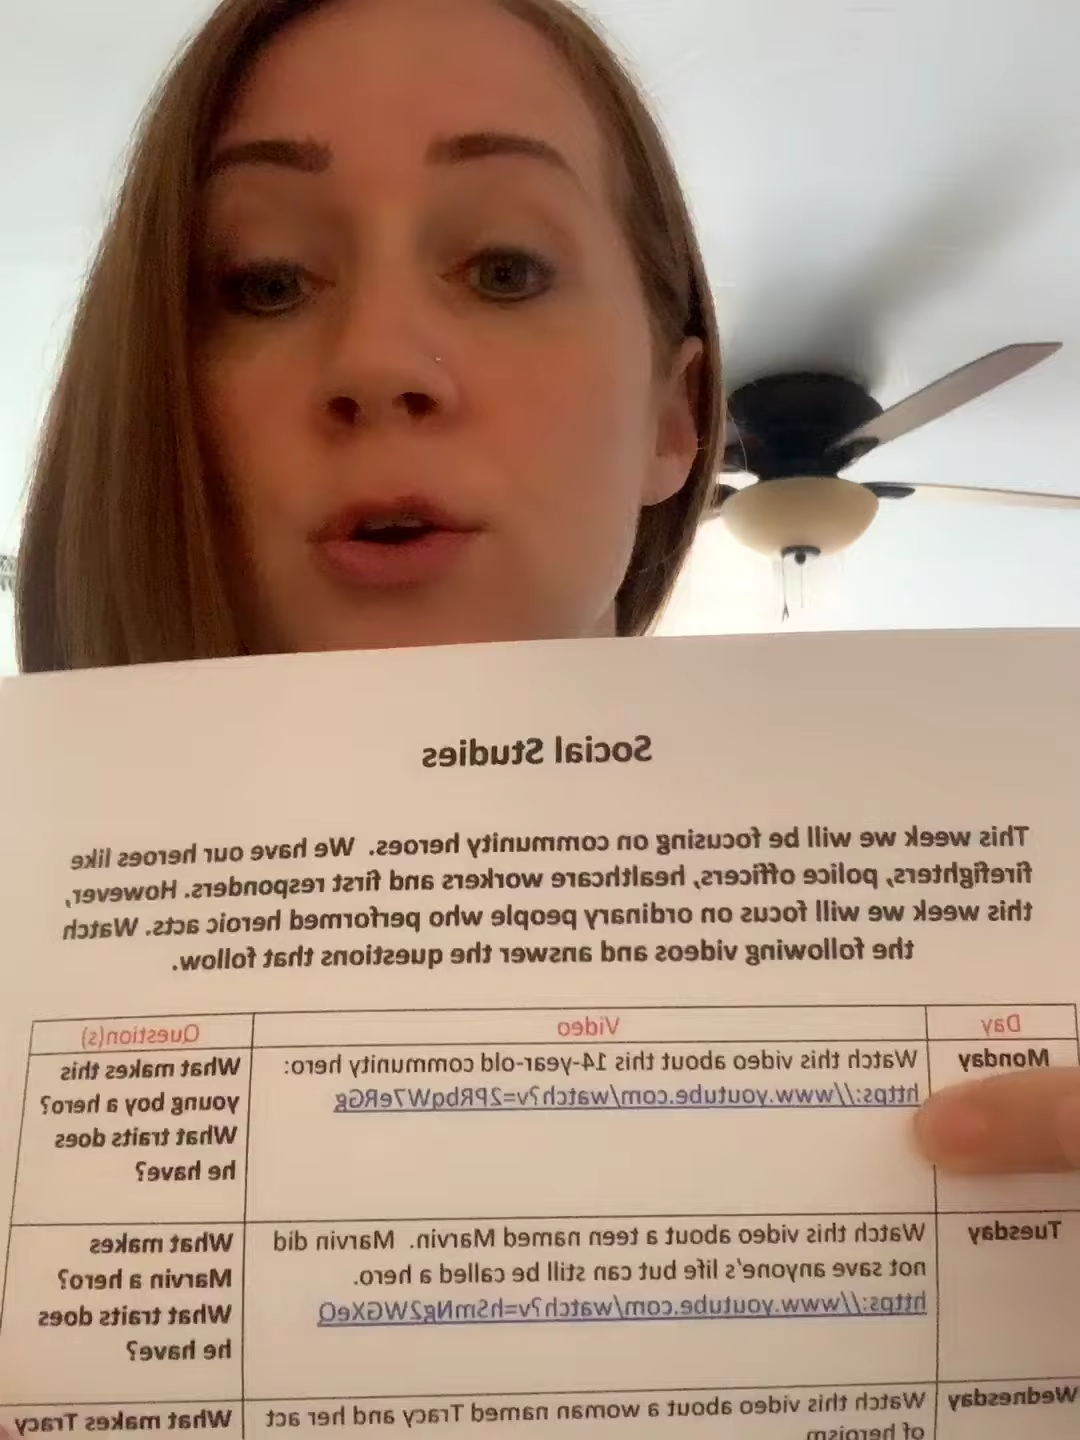 Social Studies
This week we will be focusing on community heroes. We have our heroes like
firefighters, police officers, healthcare workers and first responders. However,
this week we will focus on ordinary people who performed heroic acts. Watch
the following videos and answer the questions that follow.
Day Video Question(s)
Monday
Watch this video about this 14-year-old community hero:
https://www.youtube.com/watch?v=2PRbqW7eRGg
What makes this
young boy a hero?
What traits does
he have?
Tuesday
Watch this video about a teen named Marvin. Marvin did
not save anyone's life but can still be called a hero.
https://www.youtube.com/watch?v=hSmNg2WGXeQ
What makes
Marvin a hero?
What traits does
he have?
Wednesday
Watch this video about a woman named Tracy and her act
of heroism
What makes Tracy